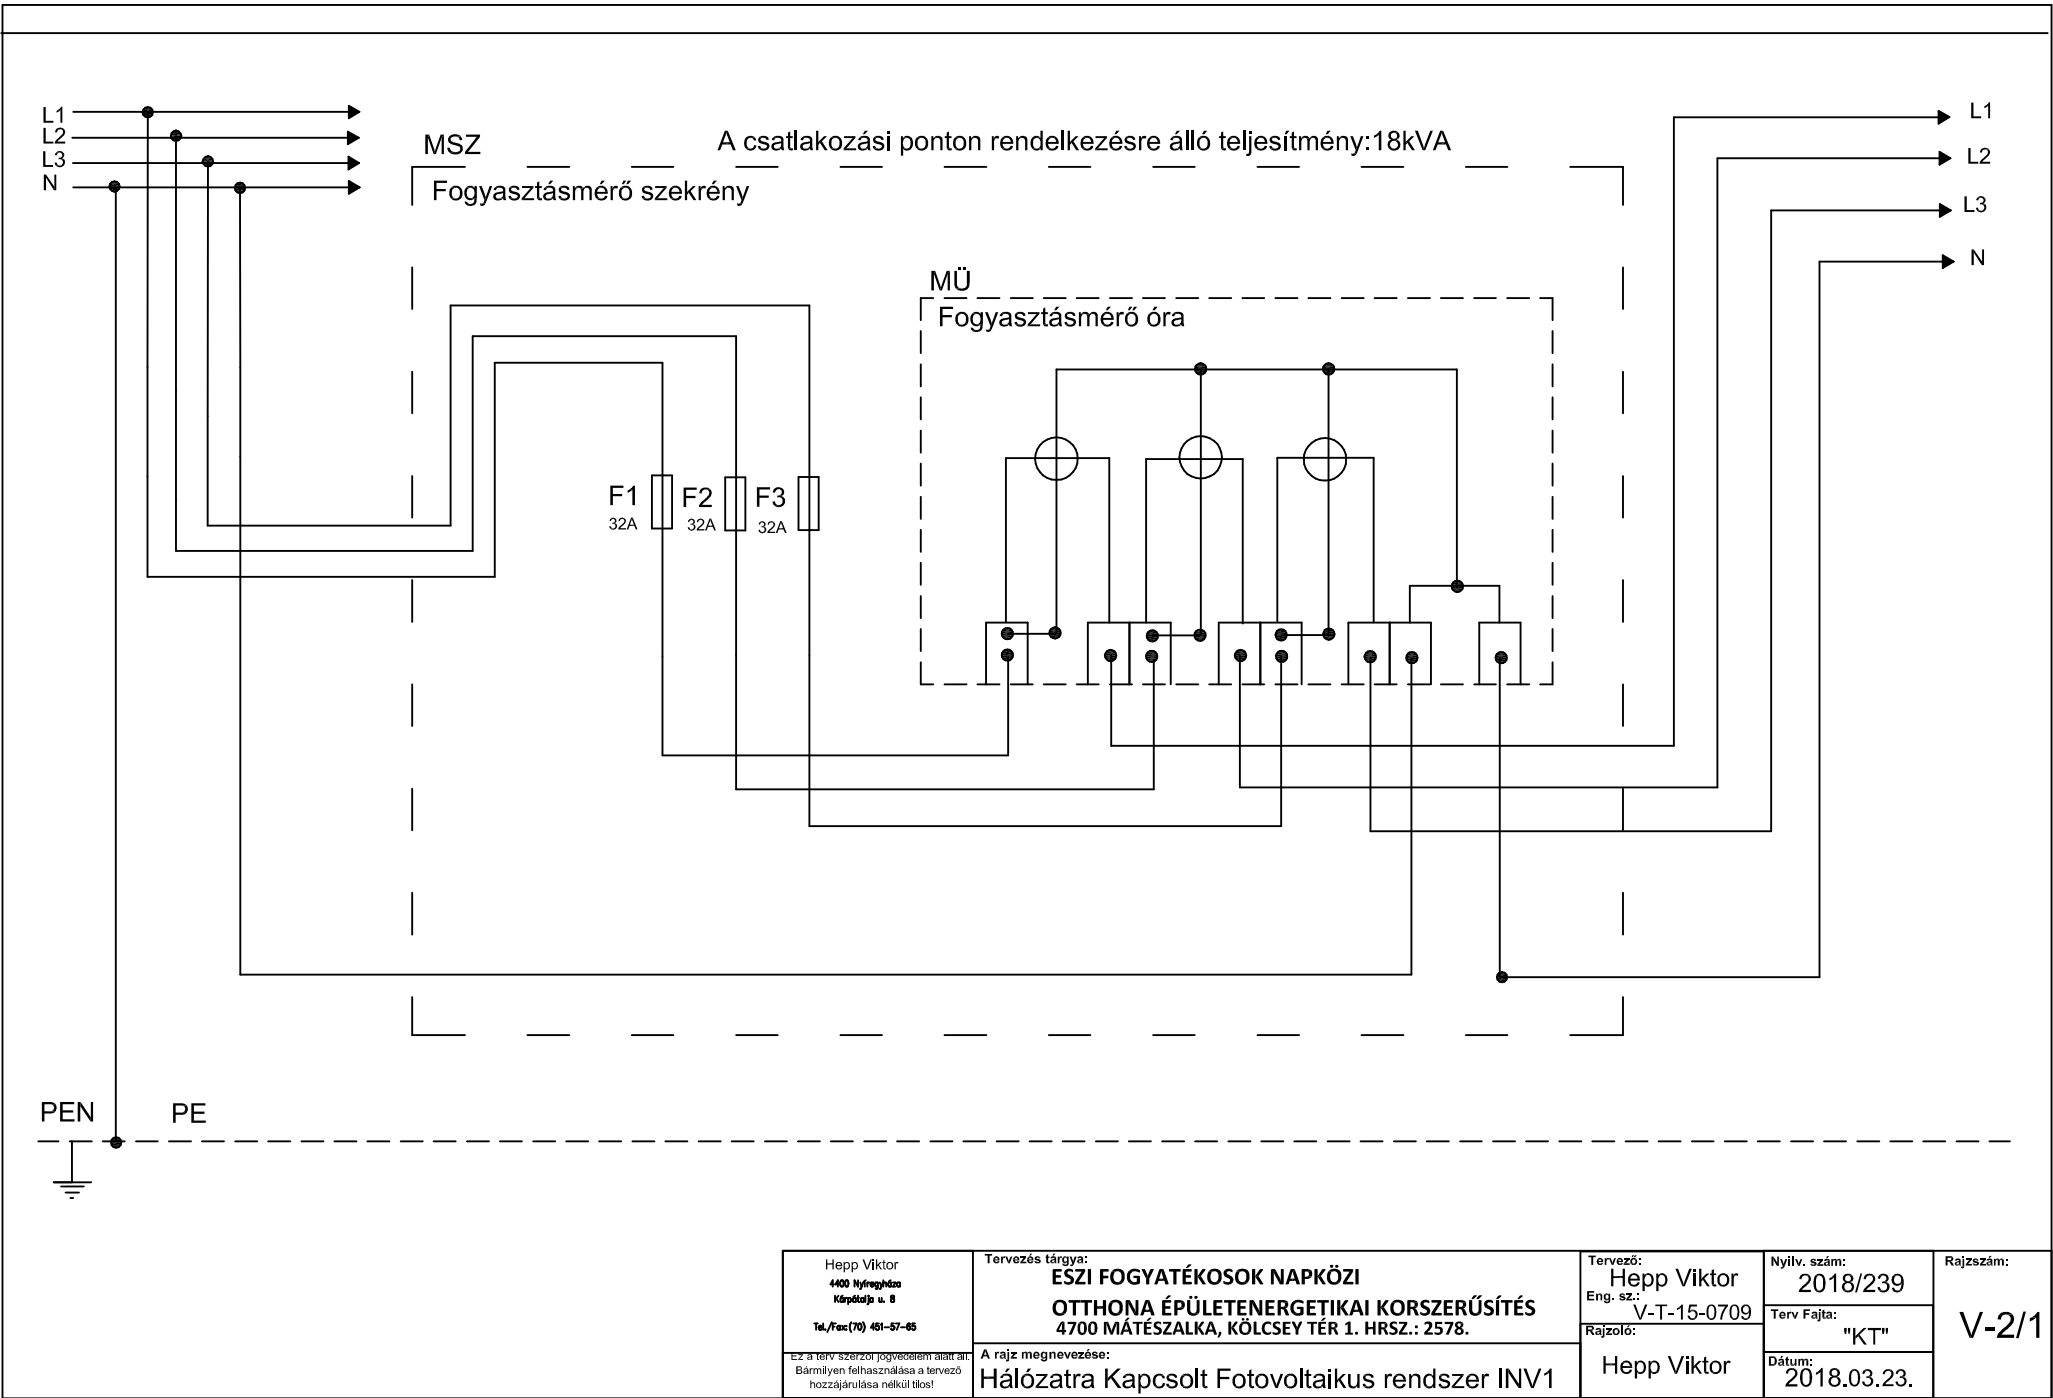 L1
L2
L3
N
MSZ
A csatlakozási ponton rendelkezésre álló teljesítmény:18kVA
Fogyasztásmérő szekrény
L1
L2
L3
N
MÜ
Fogyasztásmérő óra
F1
32A
F2
32A
F3
32A
PEN
PE
Hepp Viktor
4400 Nyíregyháza
Kárpátalja u. 8
Tel./Fax:(70) 451-57-65
Ez a terv szerzői jogvédelem alatt áll.
Bármilyen felhasználása a tervező
hozzájárulása nélkül tilos!
Tervezés tárgya:
ESZI FOGYATÉKOSOK NAPKÖZI
OTTHONA ÉPÜLETENERGETIKAI KORSZERŰSÍTÉS
4700 MÁTÉSZALKA, KÖLCSEY TÉR 1. HRSZ.: 2578.
A rajz megnevezése:
Hálózatra Kapcsolt Fotovoltaikus rendszer INV1
Tervező:
Hepp Viktor
Eng. sz.:
V-T-15-0709
Rajzoló:
Hepp Viktor
Nyilv. szám:
2018/239
Terv Fajta:
"KT"
Dátum:
2018.03.23.
Rajzszám:
V-2/1